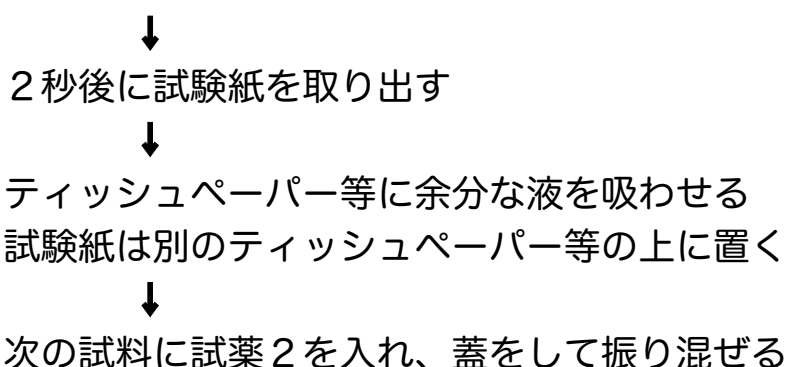 ↓
２秒後に試験紙を取り出す
↓
ティッシュペーパー等に余分な液を吸わせる
試験紙は別のティッシュペーパー等の上に置く
↓
次の試料に試薬２を入れ、蓋をして振り混ぜる